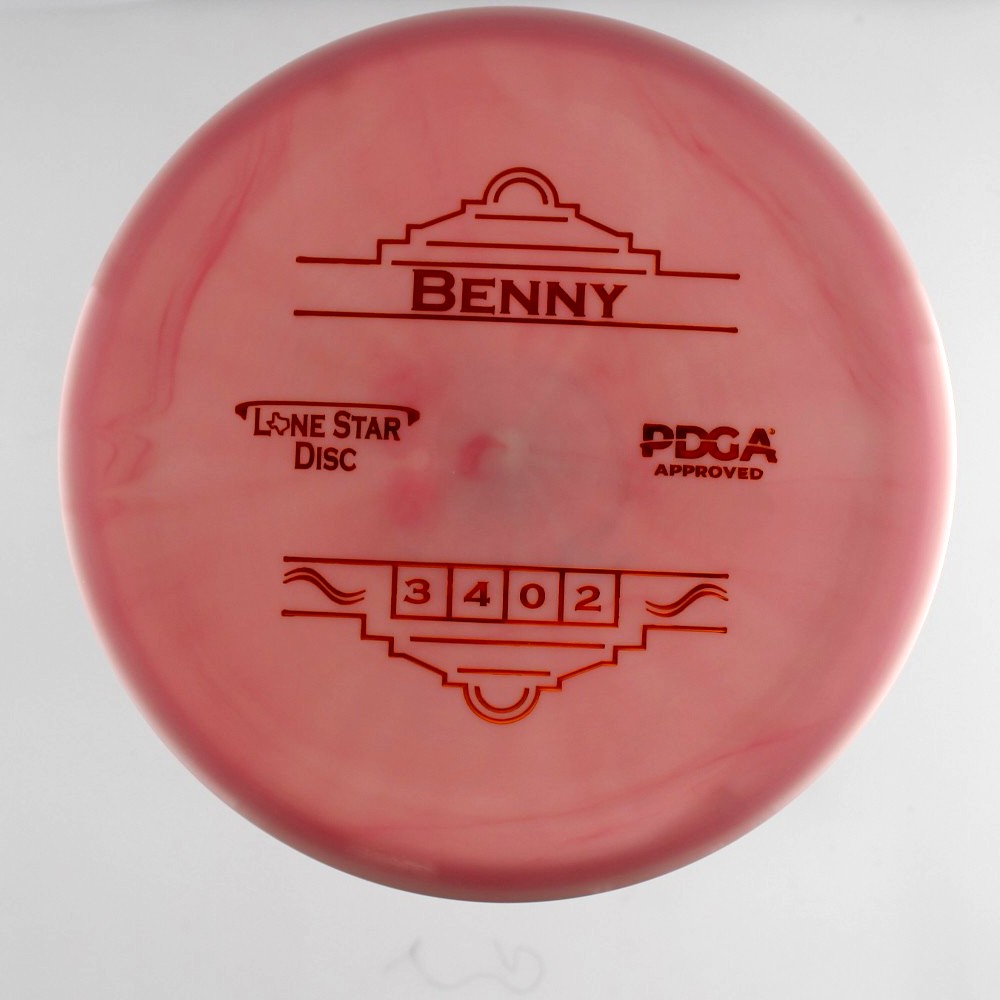 BENNY
LONE STAR
DISC
PDGA®
APPROVED
3 4 0 2